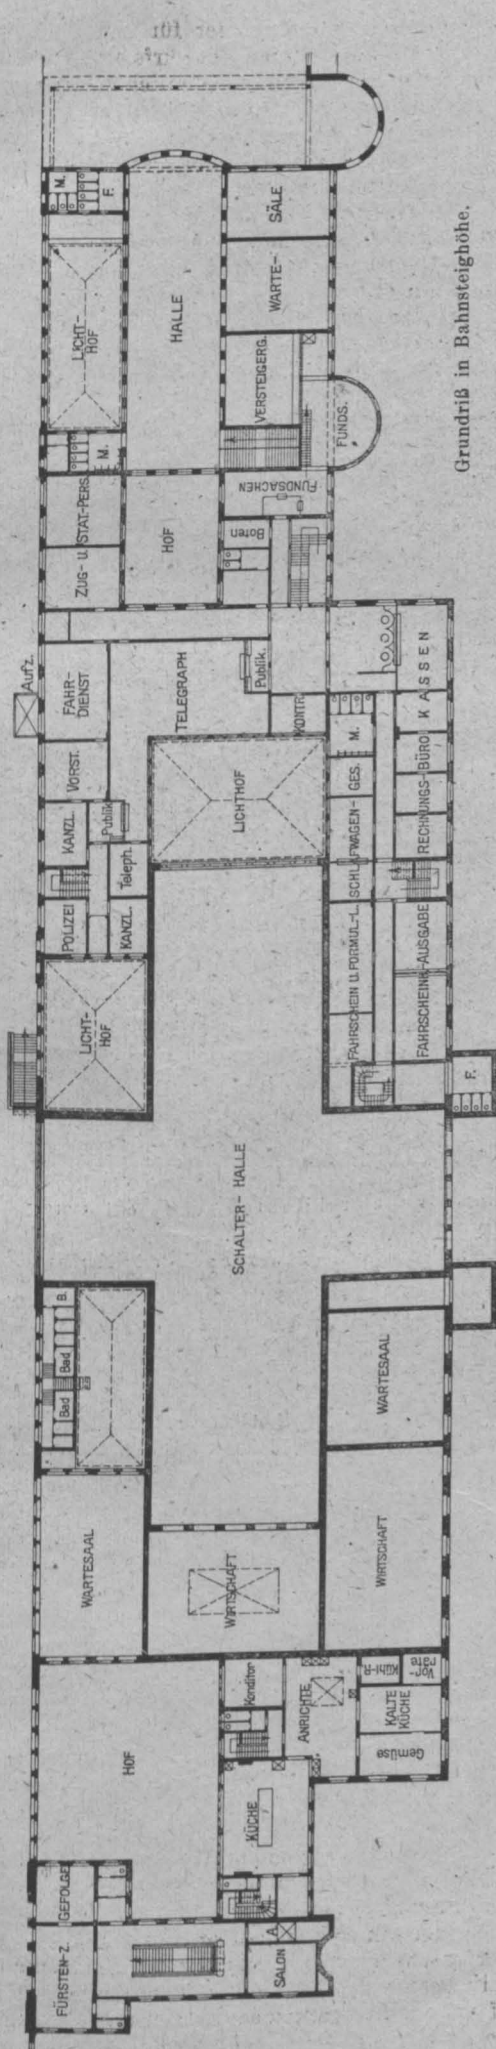 M.
F.
LICHT-
HOF
HALLE
SÄLE
WARTE-
VERSTEIGERG.
FUNDS.
M.
ZUG- U. STAT.-PERS.
HOF
FUNDSACHEN
Boten
Aufz.
FAHR-
DIENST
TELEGRAPH
Publik.
KONTR.
VORST.
KANZL.
Publik.
Teleph.
KANZL.
POLIZEI
LICHTHOF
M.
KASSEN
SCHLAFWAGEN-GES.
RECHNUNGS-BÜRO
FAHRSCHEIN U. FORMUL.-L.
FAHRSCHEINH.-AUSGABE
F.
LICHT-
HOF
SCHALTER-HALLE
B.
Bad
Bad
WARTESAAL
WARTESAAL
WIRTSCHAFT
WIRTSCHAFT
HOF
Konditor
ANRICHTE
Kühl-R.
Vor-
räte
KALTE
KÜCHE
Gemüse
KÜCHE
GEFOLGE
FÜRSTEN-Z.
SALON
A.
Grundriß in Bahnsteighöhe.